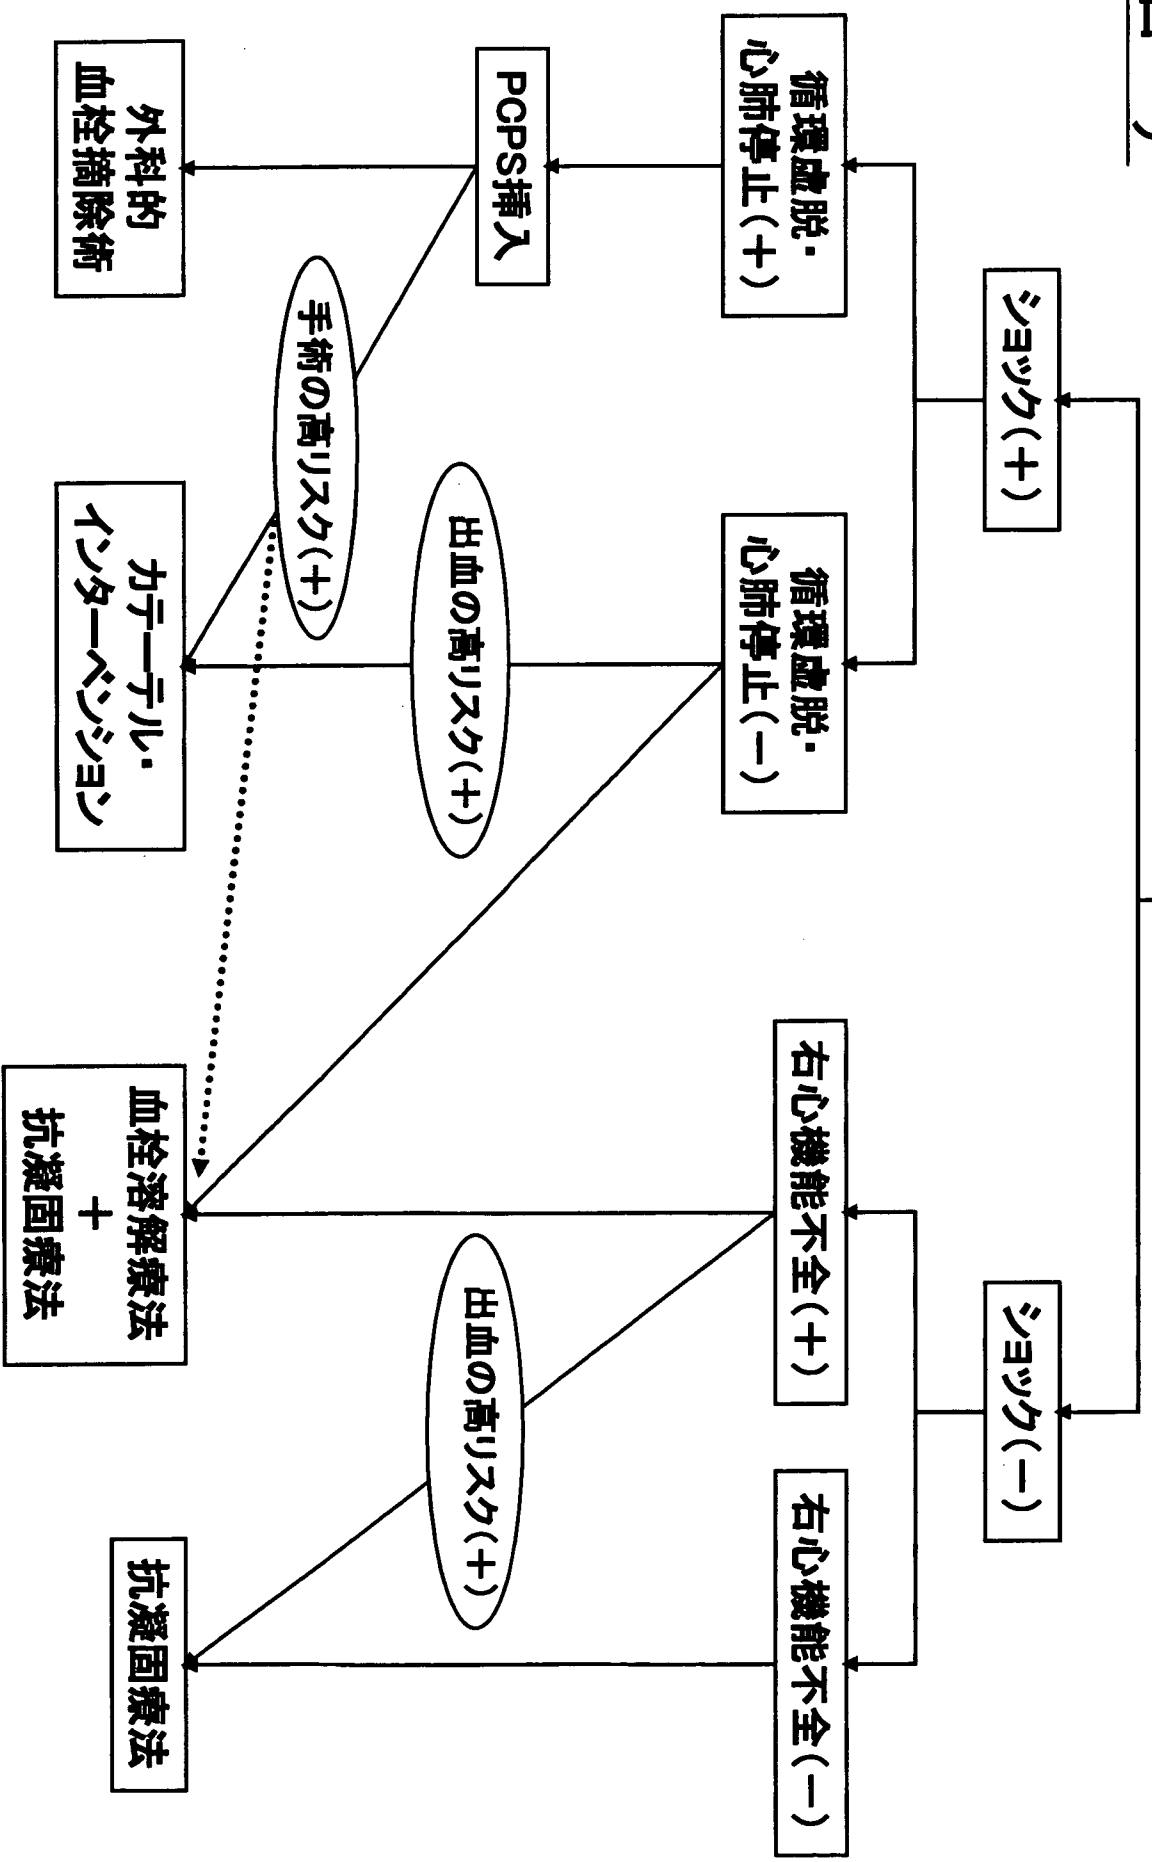 ショック(+)
ショック(-)
循環虚脱・
心肺停止(+)
循環虚脱・
心肺停止(-)
右心機能不全(+)
右心機能不全(-)
PCPS挿入
出血の高リスク(+)
出血の高リスク(+)
手術の高リスク(+)
外科的
血栓摘除術
カテーテル・
インターベンション
血栓溶解療法
+
抗凝固療法
抗凝固療法